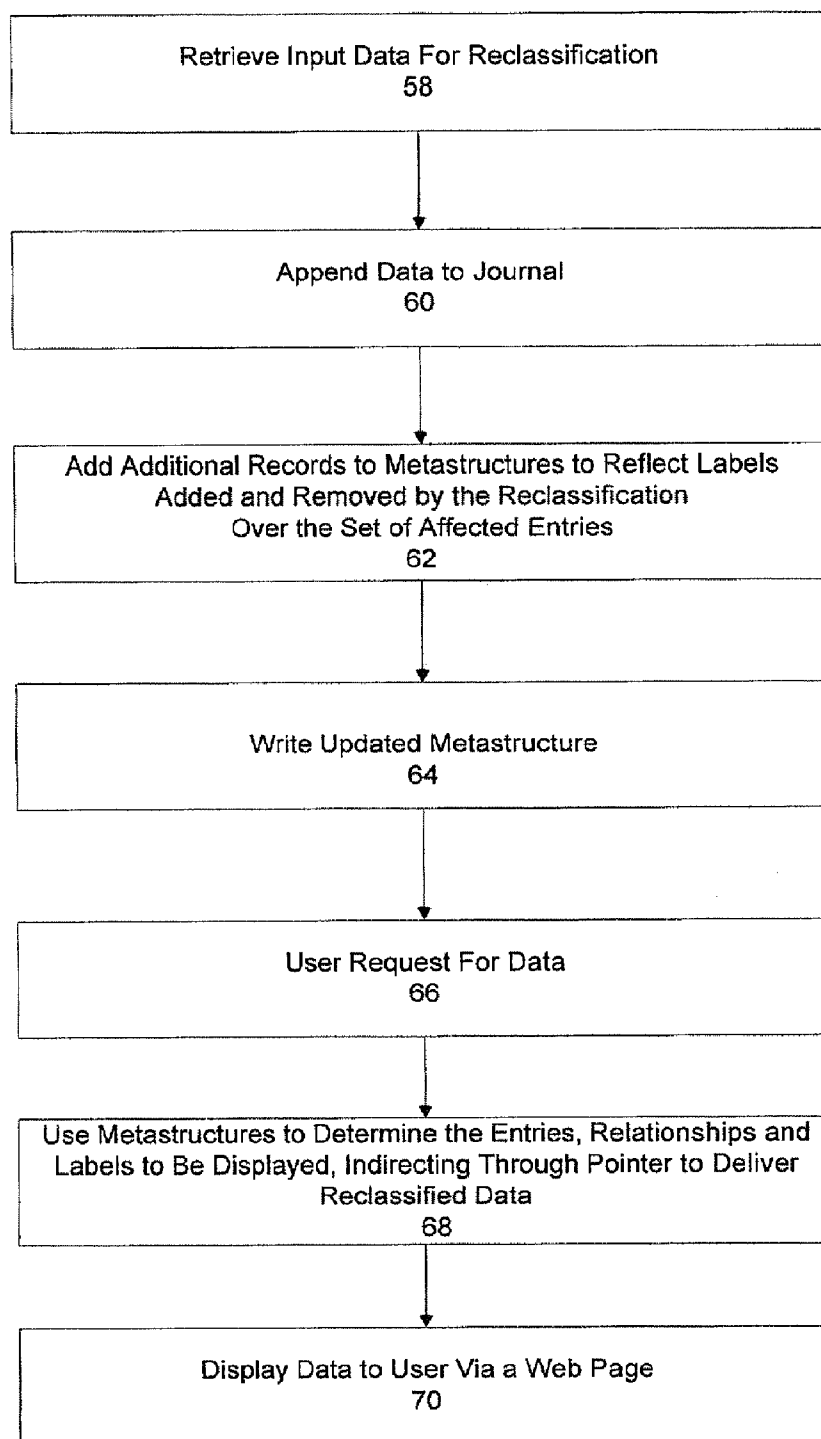 Retrieve Input Data For Reclassification
58
Append Data to Journal
60
Add Additional Records to Metastructures to Reflect Labels
Added and Removed by the Reclassification
Over the Set of Affected Entries
62
Write Updated Metastructure
64
User Request For Data
66
Use Metastructures to Determine the Entries, Relationships and
Labels to Be Displayed, Indirecting Through Pointer to Deliver
Reclassified Data
68
Display Data to User Via a Web Page
70